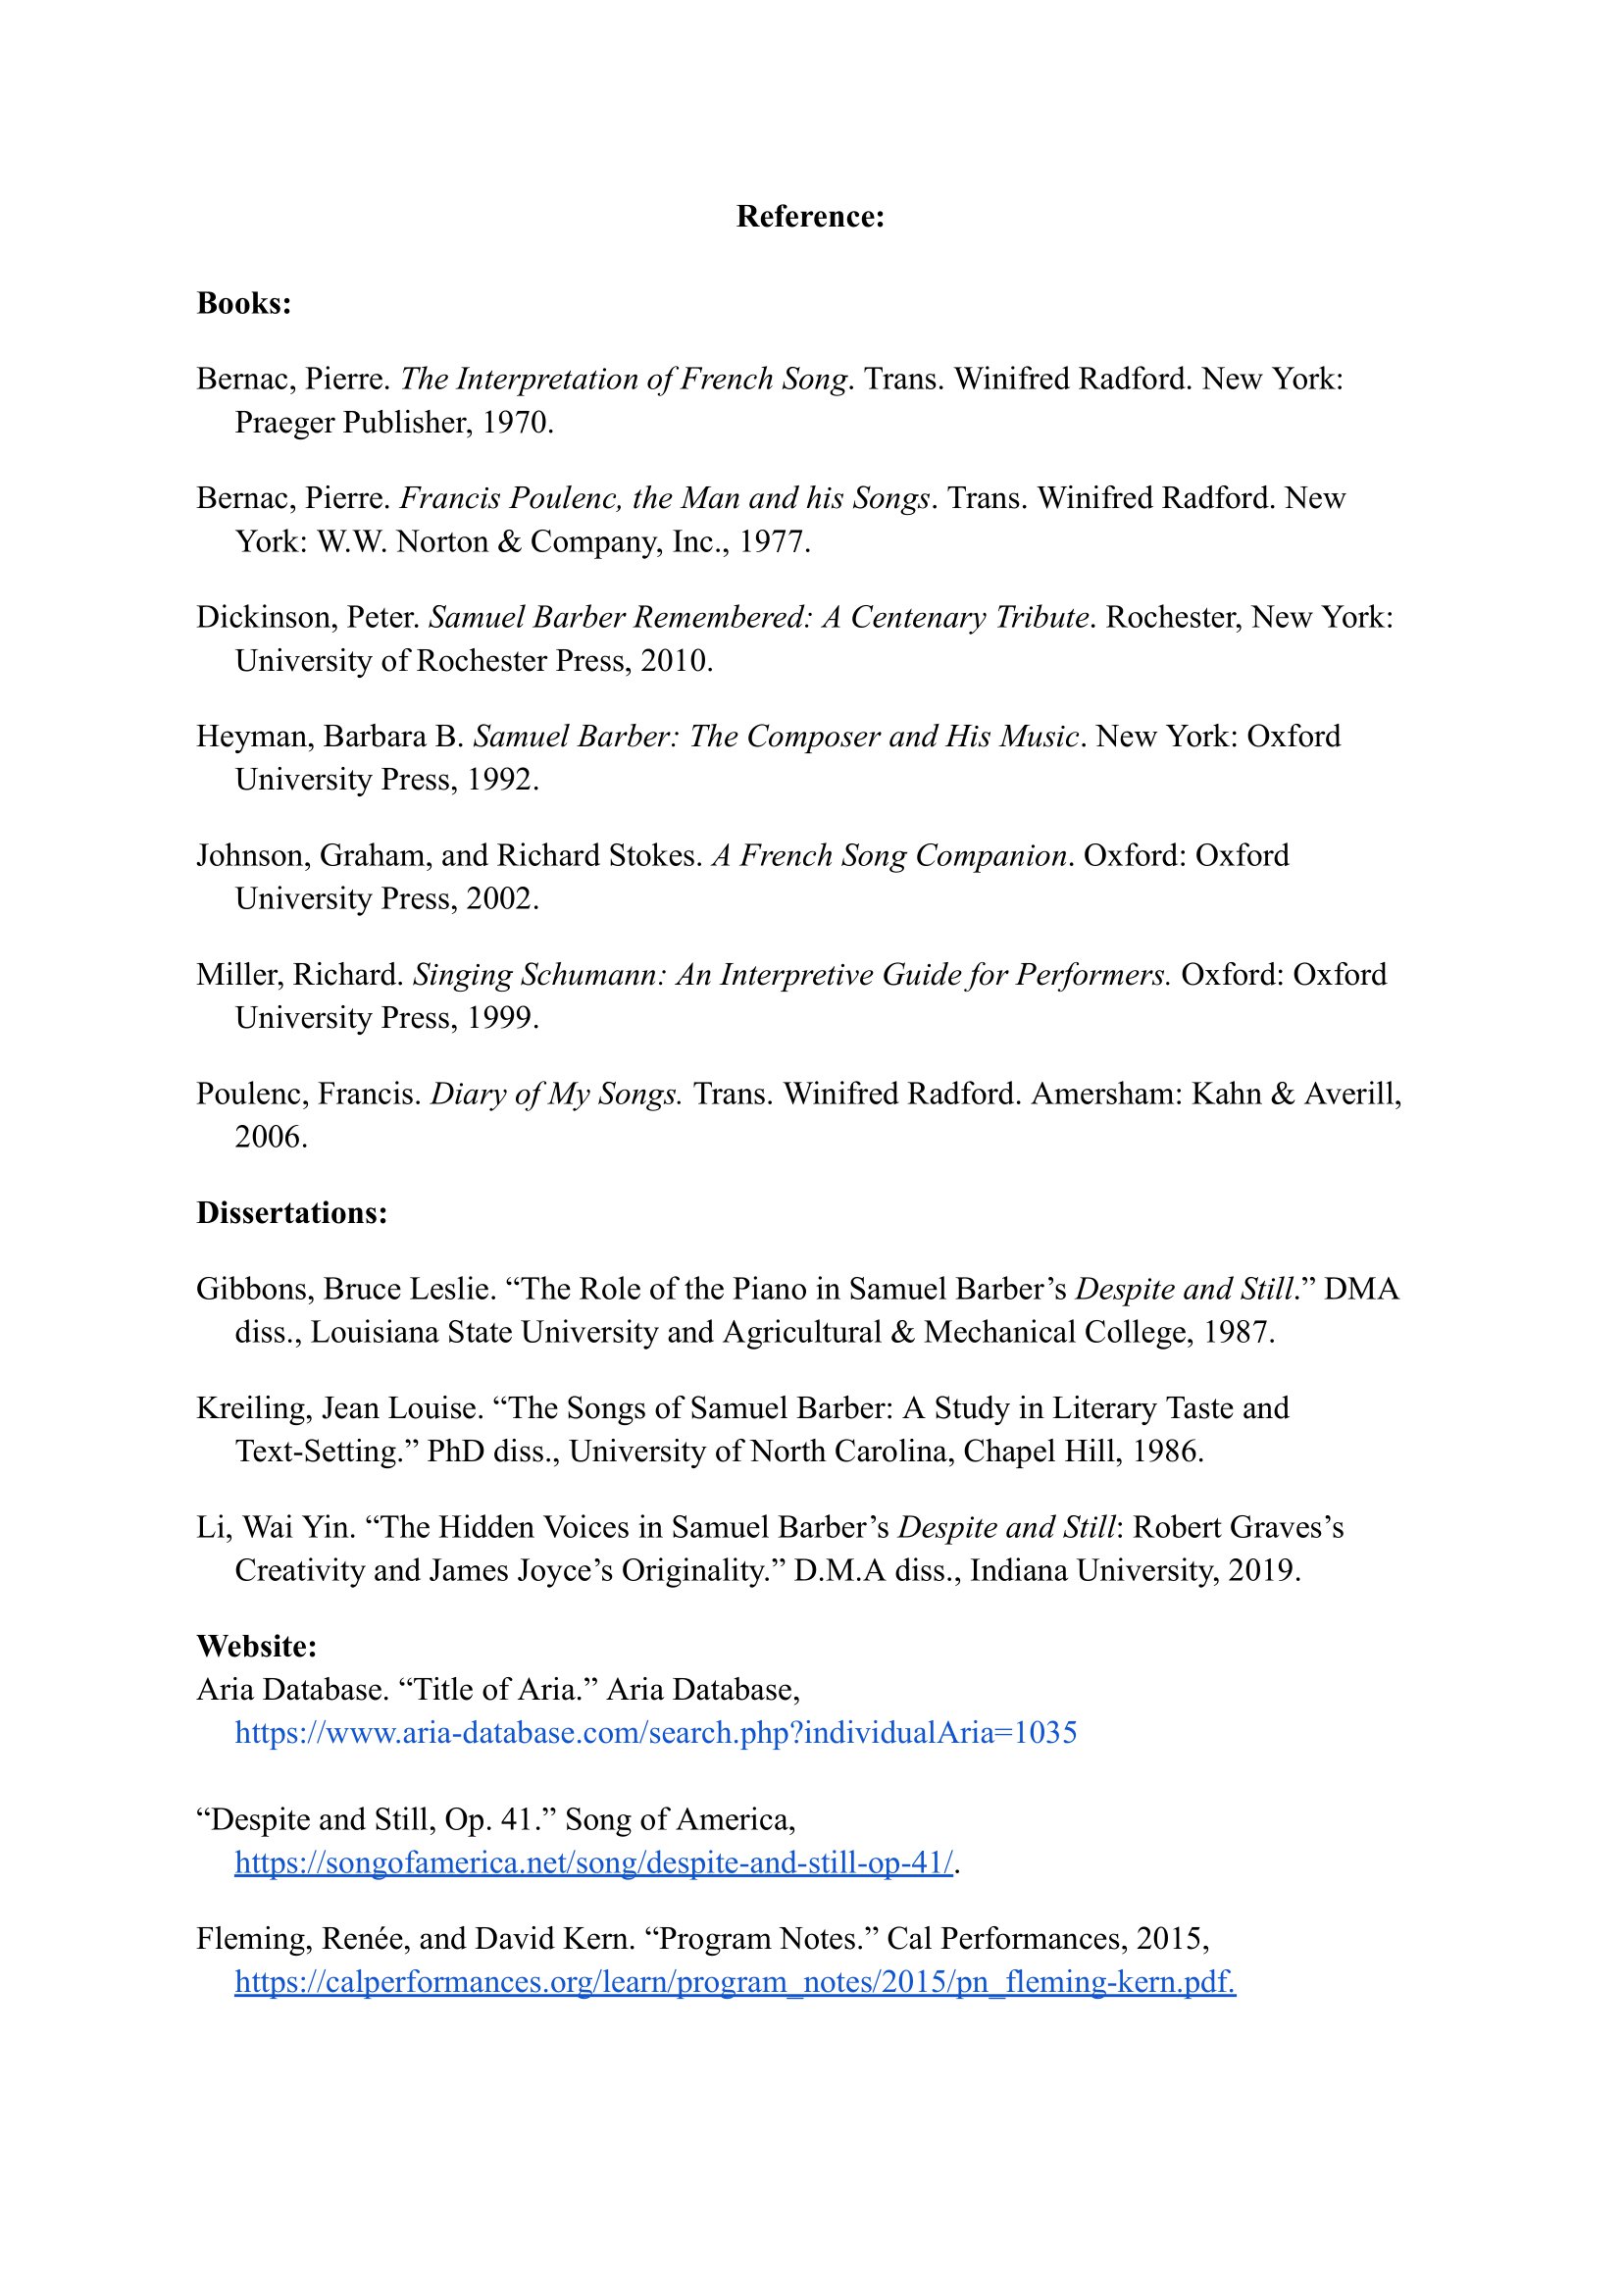 Reference:
Books:
Bernac, Pierre. The Interpretation of French Song. Trans. Winifred Radford. New York:
Praeger Publisher, 1970.
Bernac, Pierre. Francis Poulenc, the Man and his Songs. Trans. Winifred Radford. New
York: W.W. Norton & Company, Inc., 1977.
Dickinson, Peter. Samuel Barber Remembered: A Centenary Tribute. Rochester, New York:
University of Rochester Press, 2010.
Heyman, Barbara B. Samuel Barber: The Composer and His Music. New York: Oxford
University Press, 1992.
Johnson, Graham, and Richard Stokes. A French Song Companion. Oxford: Oxford
University Press, 2002.
Miller, Richard. Singing Schumann: An Interpretive Guide for Performers. Oxford: Oxford
University Press, 1999.
Poulenc, Francis. Diary of My Songs. Trans. Winifred Radford. Amersham: Kahn & Averill,
2006.
Dissertations:
Gibbons, Bruce Leslie. “The Role of the Piano in Samuel Barber’s Despite and Still.” DMA
diss., Louisiana State University and Agricultural & Mechanical College, 1987.
Kreiling, Jean Louise. “The Songs of Samuel Barber: A Study in Literary Taste and
Text-Setting.” PhD diss., University of North Carolina, Chapel Hill, 1986.
Li, Wai Yin. “The Hidden Voices in Samuel Barber’s Despite and Still: Robert Graves’s
Creativity and James Joyce’s Originality.” D.M.A diss., Indiana University, 2019.
Website:
Aria Database. “Title of Aria.” Aria Database,
https://www.aria-database.com/search.php?individualAria=1035
“Despite and Still, Op. 41.” Song of America,
https://songofamerica.net/song/despite-and-still-op-41/.
Fleming, Renée, and David Kern. “Program Notes.” Cal Performances, 2015,
https://calperformances.org/learn/program_notes/2015/pn_fleming-kern.pdf.